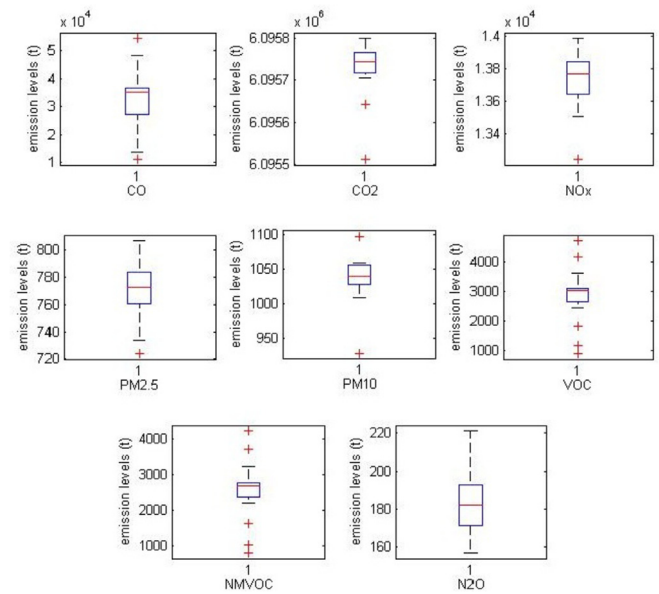 x 10^4
5
4
3
2
1
emission levels (t)
1
CO
x 10^6
6.0958
6.0957
6.0956
6.0955
emission levels (t)
1
CO2
x 10^4
1.4
1.38
1.36
1.34
emission levels (t)
1
NOx
800
780
760
740
720
emission levels (t)
1
PM2.5
1100
1050
1000
950
emission levels (t)
1
PM10
4000
3000
2000
1000
emission levels (t)
1
VOC
4000
3000
2000
1000
emission levels (t)
1
NMVOC
220
200
180
160
emission levels (t)
1
N2O